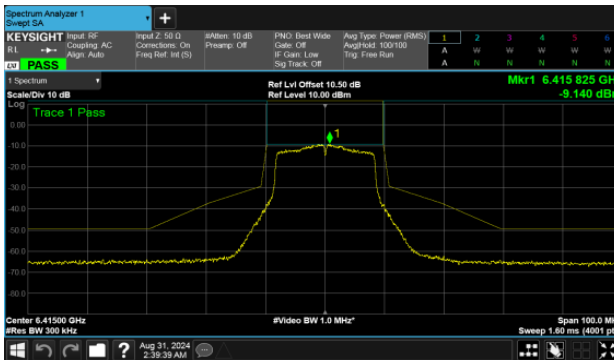 Spectrum Analyzer 1
Swept SA
+
KEYSIGHT Input: RF Input Z: 50 Ω #Atten: 10 dB PNO: Best Wide Avg Type: Power (RMS) 1 2 3 4 5 6
RL Coupling: AC Corrections: On Preamp: Off Gate: Off Avg|Hold: 100/100 A W W W W W
Align: Auto Freq Ref: Int (S) IF Gain: Low Trig: Free Run
LXI PASS Sig Track: Off A N N N N N
1 Spectrum
Ref Lvl Offset 10.50 dB Mkr1 6.415 825 GH
Scale/Div 10 dB Ref Level 10.00 dBm -9.140 dB
Log
Trace 1 Pass
0.00
1
-10.0
-20.0
-30.0
-40.0
-50.0
-60.0
-70.0
-80.0
Center 6.41500 GHz #Video BW 1.0 MHz* Span 100.0 M
#Res BW 300 kHz Sweep 1.60 ms (4001 pt
? Aug 31, 2024
2:39:39 AM